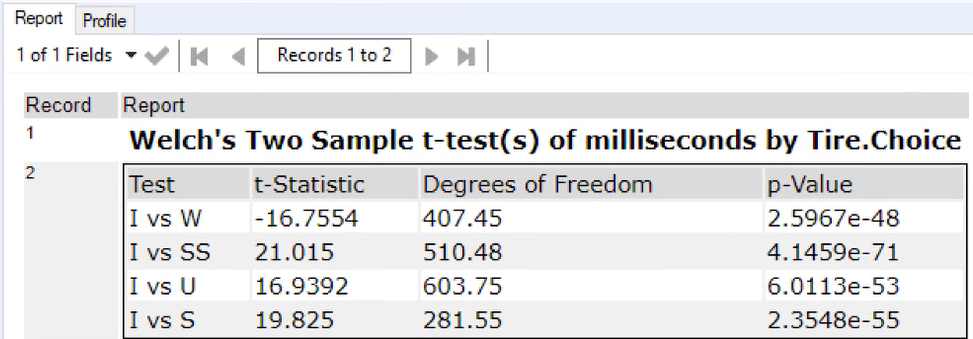 Report Profile
1 of 1 Fields Records 1 to 2
Record Report
1 Welch's Two Sample t-test(s) of milliseconds by Tire.Choice
2
Test t-Statistic Degrees of Freedom p-Value
I vs W -16.7554 407.45 2.5967e-48
I vs SS 21.015 510.48 4.1459e-71
I vs U 16.9392 603.75 6.0113e-53
I vs S 19.825 281.55 2.3548e-55